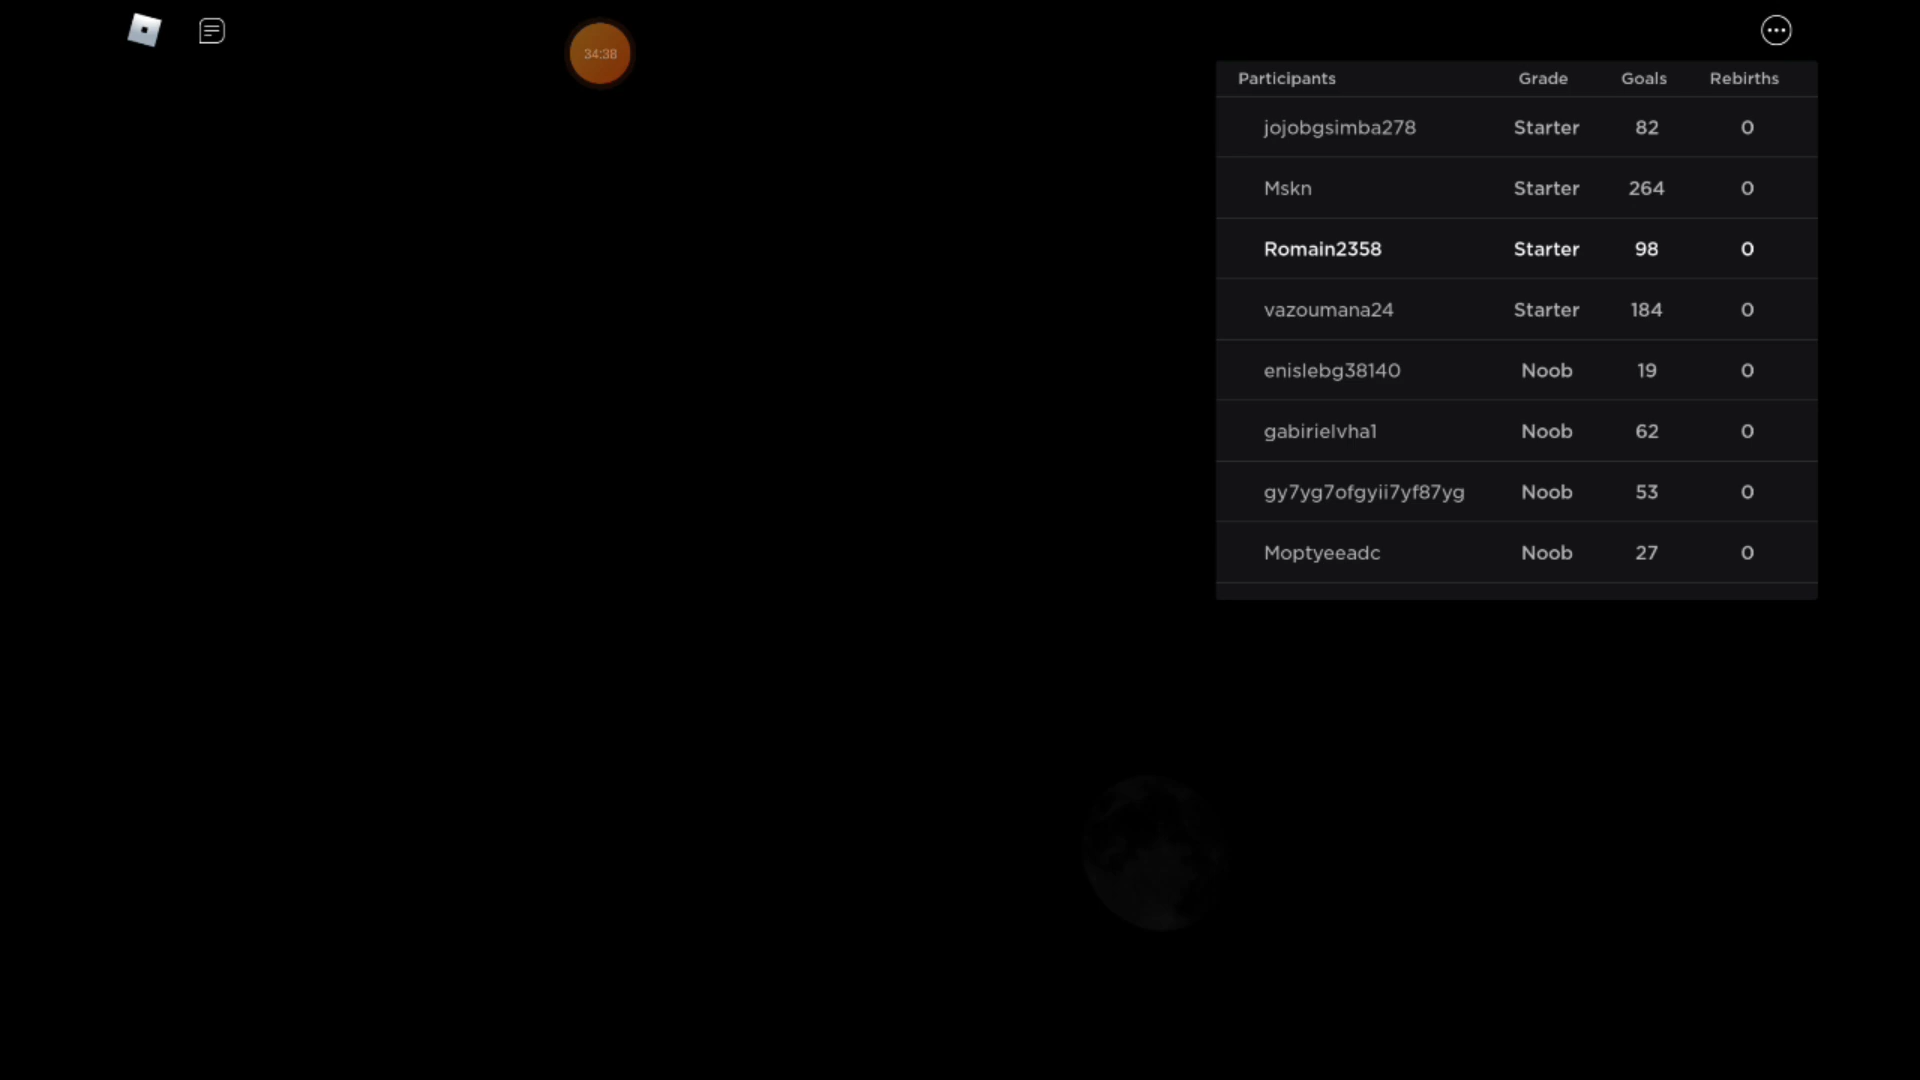 34:38
Participants Grade Goals Rebirths
jojobgsimba278 Starter 82 0
Mskn Starter 264 0
Romain2358 Starter 98 0
vazoumana24 Starter 184 0
enislebg38140 Noob 19 0
gabirielvha1 Noob 62 0
gy7yg7ofgyii7yf87yg Noob 53 0
Moptyeeadc Noob 27 0